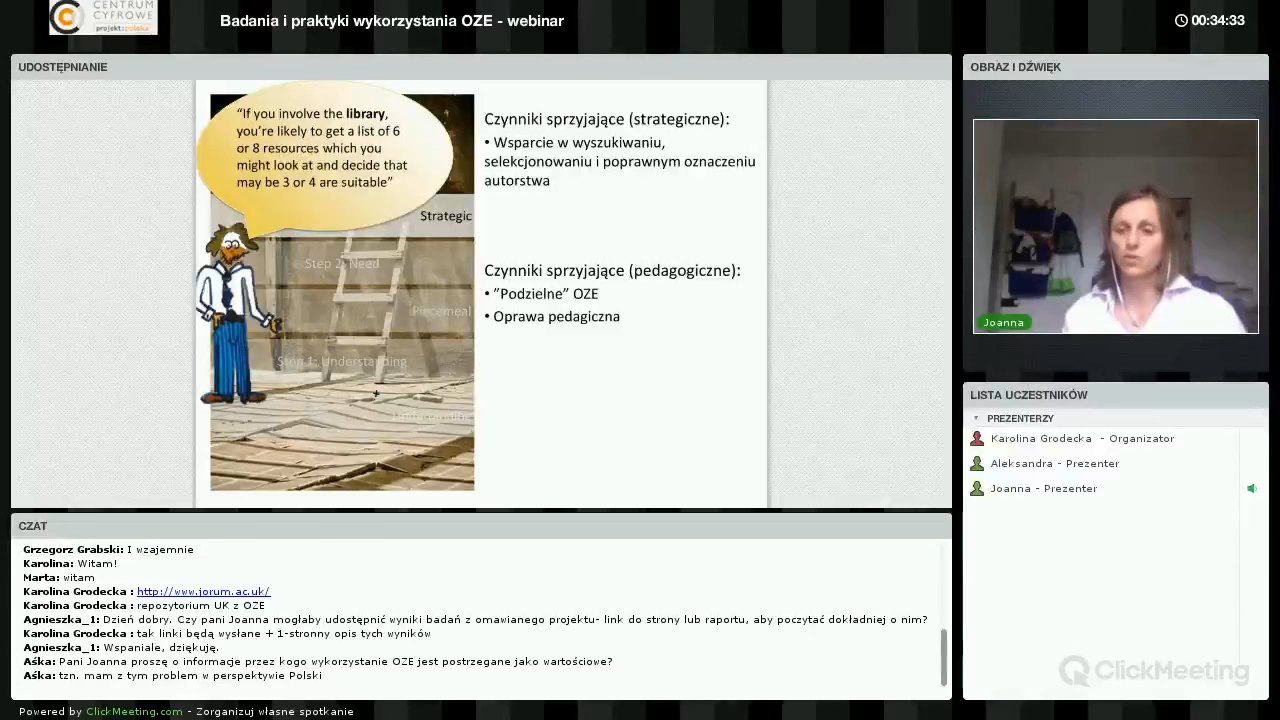 CENTRUM
CYFROWE
projekt: polska
Badania i praktyki wykorzystania OZE - webinar
00:34:33
UDOSTĘPNIANIE
“If you involve the library,
you’re likely to get a list of 6
or 8 resources which you
might look at and decide that
may be 3 or 4 are suitable”
Strategic
Step 2: Need
Piecemeal
Step 1: Understanding
Czynniki sprzyjające (strategiczne):
• Wsparcie w wyszukiwaniu,
selekcjonowaniu i poprawnym oznaczeniu
autorstwa
Czynniki sprzyjające (pedagogiczne):
• ”Podzielne” OZE
• Oprawa pedagiczna
OBRAZ I DŹWIĘK
Joanna
LISTA UCZESTNIKÓW
PREZENTERZY
Karolina Grodecka - Organizator
Aleksandra - Prezenter
Joanna - Prezenter
CZAT
Grzegorz Grabski: I wzajemnie
Karolina: Witam!
Marta: witam
Karolina Grodecka : http://www.jorum.ac.uk/
Karolina Grodecka : repozytorium UK z OZE
Agnieszka_1: Dzień dobry. Czy pani Joanna mogłaby udostępnić wyniki badań z omawianego projektu- link do strony lub raportu, aby poczytać dokładniej o nim?
Karolina Grodecka : tak linki będą wysłane + 1-stronny opis tych wyników
Agnieszka_1: Wspaniale, dziękuję.
Aśka: Pani Joanna proszę o informacje przez kogo wykorzystanie OZE jest postrzegane jako wartościowe?
Aśka: tzn. mam z tym problem w perspektywie Polski
ClickMeeting
Powered by ClickMeeting.com - Zorganizuj własne spotkanie